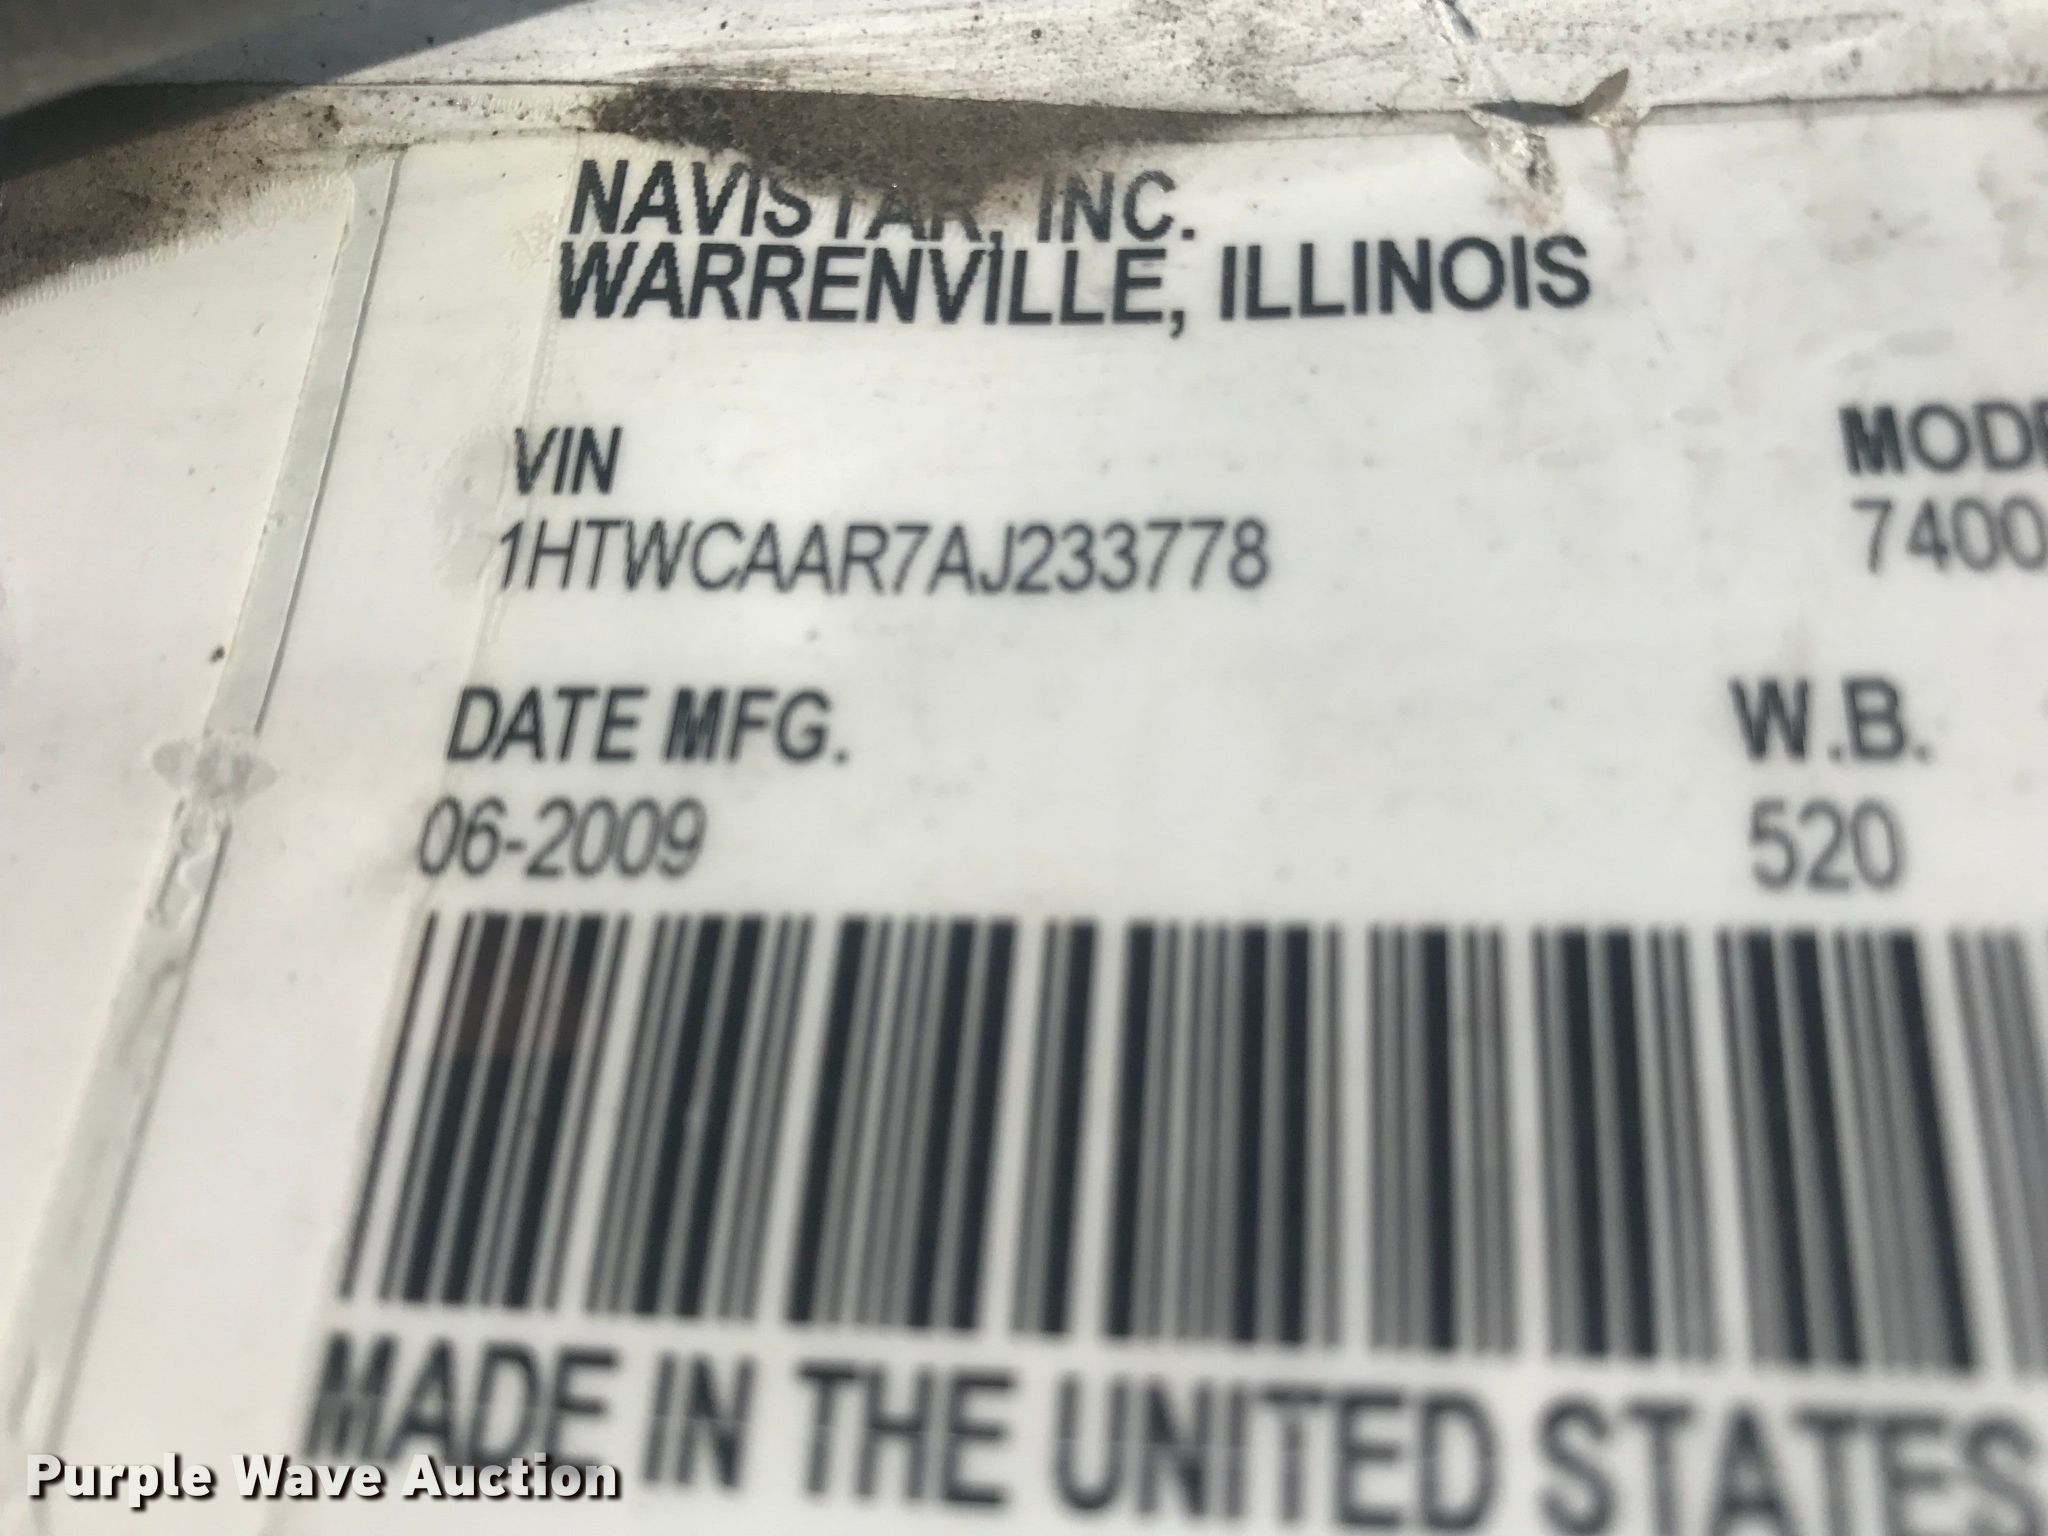 NAVISTAR, INC.
WARRENVILLE, ILLINOIS
VIN
1HTWCAAR7AJ233778
MODE
7400
DATE MFG.
06-2009
W.B.
520
MADE IN THE UNITED STATES
Purple Wave Auction